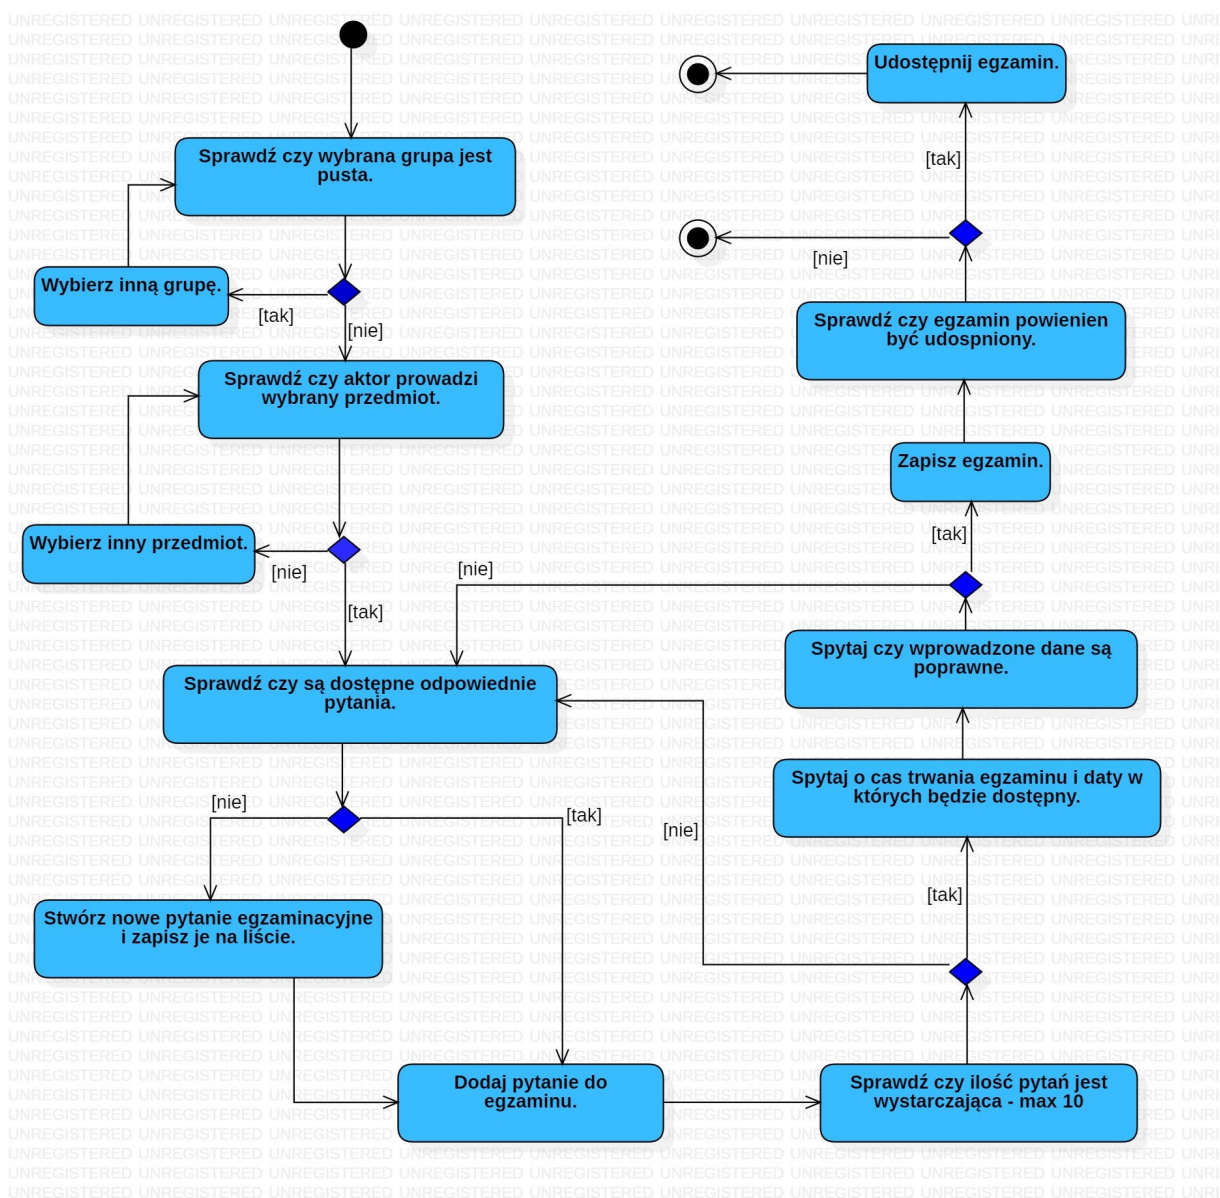 Sprawdź czy wybrana grupa jest
pusta.
Wybierz inną grupę.
[tak]
[nie]
Sprawdź czy aktor prowadzi
wybrany przedmiot.
Wybierz inny przedmiot.
[nie]
[tak]
Sprawdź czy są dostępne odpowiednie
pytania.
[nie]
[tak]
Stwórz nowe pytanie egzaminacyjne
i zapisz je na liście.
Dodaj pytanie do
egzaminu.
Sprawdź czy ilość pytań jest
wystarczająca - max 10
[nie]
[tak]
Spytaj o cas trwania egzaminu i daty w
których będzie dostępny.
Spytaj czy wprowadzone dane są
poprawne.
[nie]
[tak]
Zapisz egzamin.
Sprawdź czy egzamin powienien
być udospniony.
[nie]
[tak]
Udostępnij egzamin.
UNREGISTERED